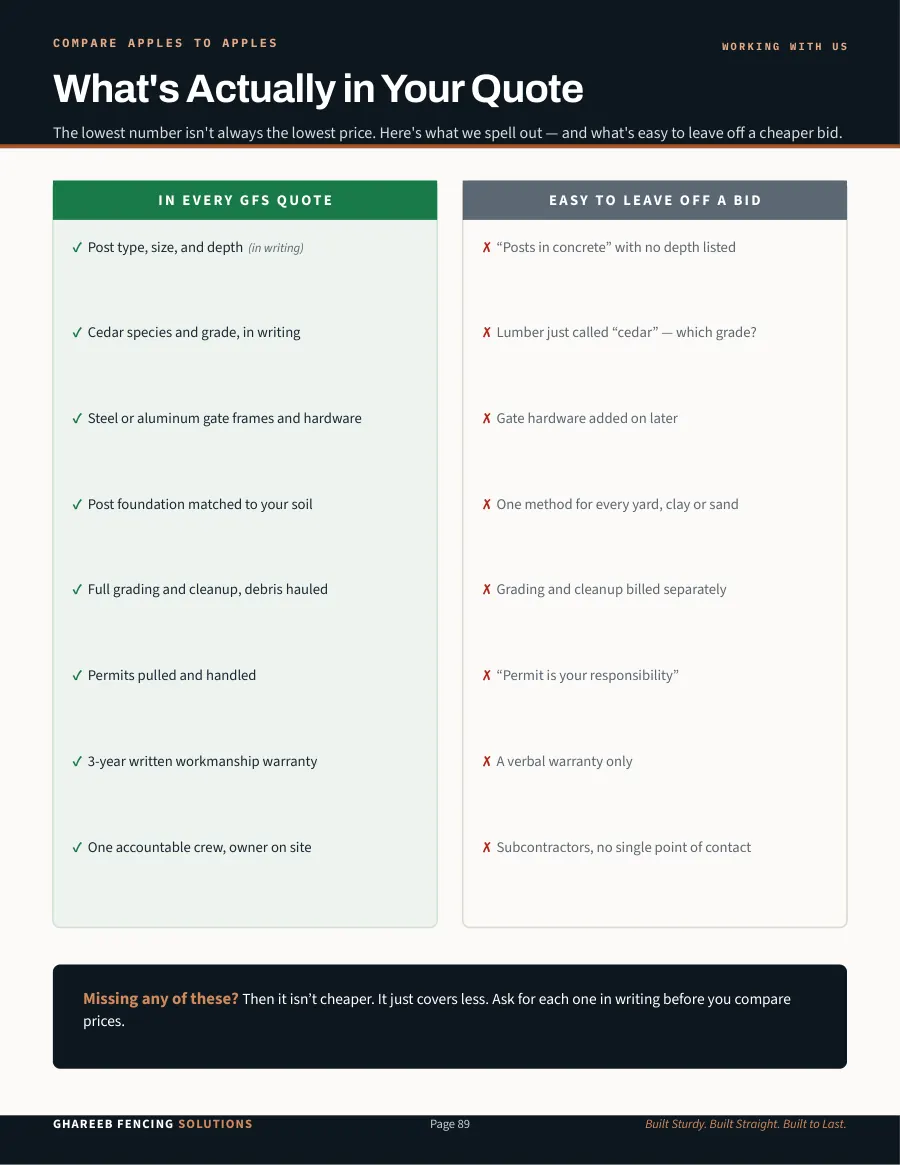 COMPARE APPLES TO APPLES
WORKING WITH US
What's Actually in Your Quote
The lowest number isn't always the lowest price. Here's what we spell out — and what's easy to leave off a cheaper bid.
IN EVERY GFS QUOTE
✓ Post type, size, and depth (in writing)
✓ Cedar species and grade, in writing
✓ Steel or aluminum gate frames and hardware
✓ Post foundation matched to your soil
✓ Full grading and cleanup, debris hauled
✓ Permits pulled and handled
✓ 3-year written workmanship warranty
✓ One accountable crew, owner on site
EASY TO LEAVE OFF A BID
✗ “Posts in concrete” with no depth listed
✗ Lumber just called “cedar” — which grade?
✗ Gate hardware added on later
✗ One method for every yard, clay or sand
✗ Grading and cleanup billed separately
✗ “Permit is your responsibility”
✗ A verbal warranty only
✗ Subcontractors, no single point of contact
Missing any of these? Then it isn’t cheaper. It just covers less. Ask for each one in writing before you compare
prices.
GHAREEB FENCING SOLUTIONS
Page 89
Built Sturdy. Built Straight. Built to Last.